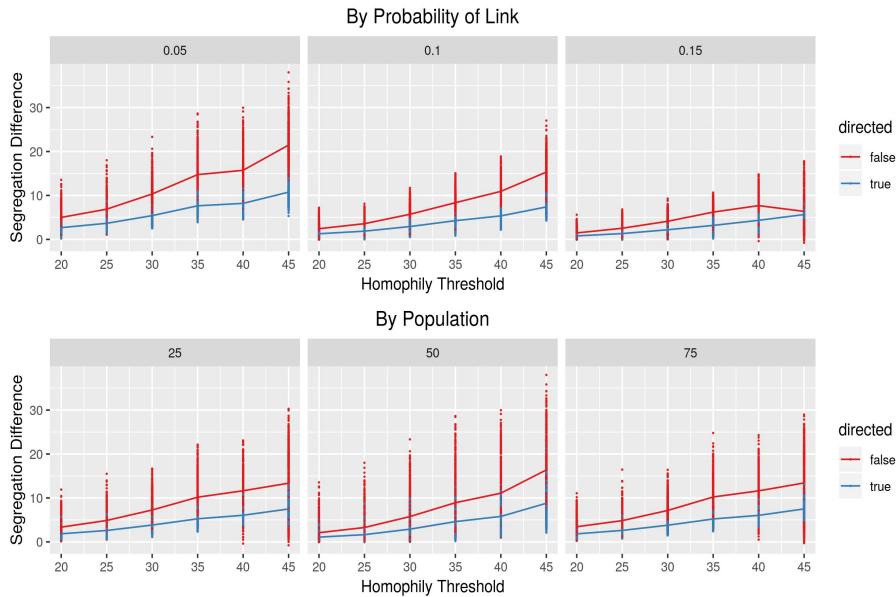 By Probability of Link
0.05 0.1 0.15
Segregation Difference
30
20
10
0
20 25 30 35 40 45 20 25 30 35 40 45 20 25 30 35 40 45
Homophily Threshold
directed
false
true
By Population
25 50 75
Segregation Difference
30
20
10
0
20 25 30 35 40 45 20 25 30 35 40 45 20 25 30 35 40 45
Homophily Threshold
directed
false
true